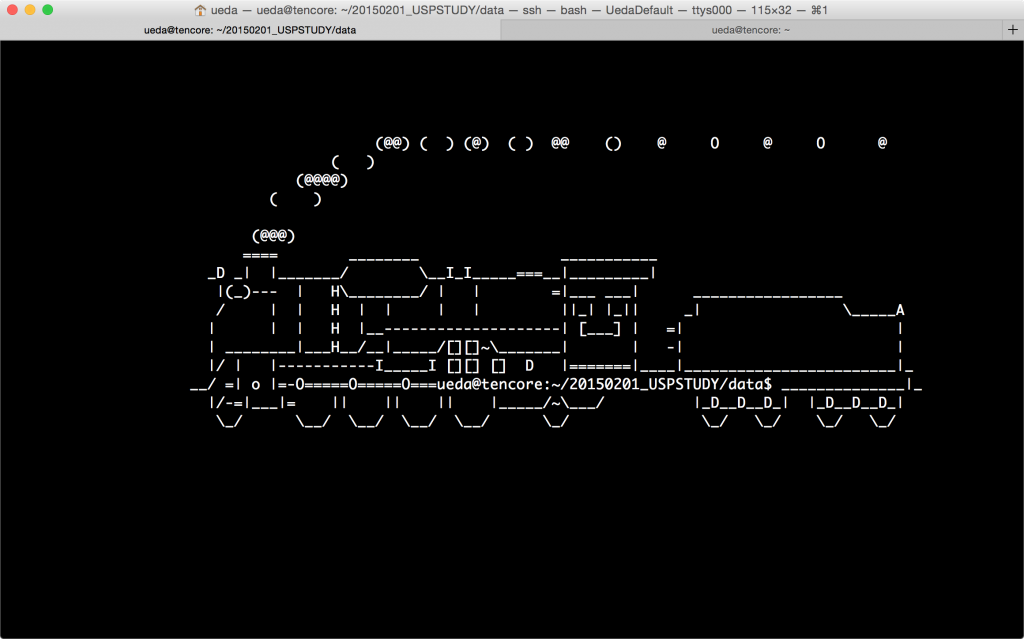 ueda — ueda@tencore: ~/20150201_USPSTUDY/data — ssh — bash — UedaDefault — ttys000 — 115×32 — ⌘1
ueda@tencore: ~/20150201_USPSTUDY/data
ueda@tencore: ~
+
                                          (@@) (  ) (@)  ( )  @@    ()    @     O     @     O      @
                                     (   )
                                 (@@@@)
                              (    )

                            (@@@)
                           ====        ________                ___________
                       _D _|  |_______/        \__I_I_____===__|_________|
                        |(_)---  |   H\________/ |   |        =|___ ___|      _________________
                        /     |  |   H  |  |     |   |         ||_| |_||     _|                \_____A
                       |      |  |   H  |__--------------------| [___] |   =|                        |
                       | ________|___H__/__|_____/[][]~\_______|       |   -|                        |
                       |/ |   |-----------I_____I [][] []  D   |=======|____|________________________|_
                     __/ =| o |=-O=====O=====O===ueda@tencore:~/20150201_USPSTUDY/data$ ______________|_
                       |/-=|___|=    ||    ||    ||    |_____/~\___/          |_D__D__D_|  |_D__D__D_|
                        \_/      \__/  \__/  \__/  \__/      \_/               \_/   \_/    \_/   \_/